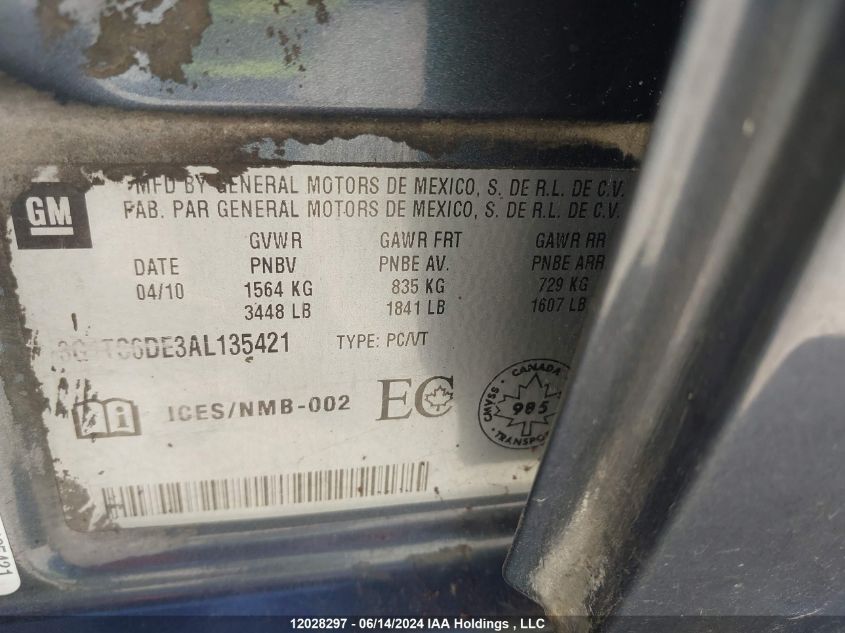 GM
MFD BY GENERAL MOTORS DE MEXICO, S. DE R.L. DE C.V.
FAB. PAR GENERAL MOTORS DE MEXICO, S. DE R.L. DE C.V.
GVWR GAWR FRT GAWR RR
DATE PNBV PNBE AV. PNBE ARR
04/10 1564 KG 835 KG 729 KG
3448 LB 1841 LB 1607 LB
TYPE: PC/VT
ICES/NMB-002 EC
CANADA
CMVSS
985
TRANSPO
12028297 - 06/14/2024 IAA Holdings , LLC